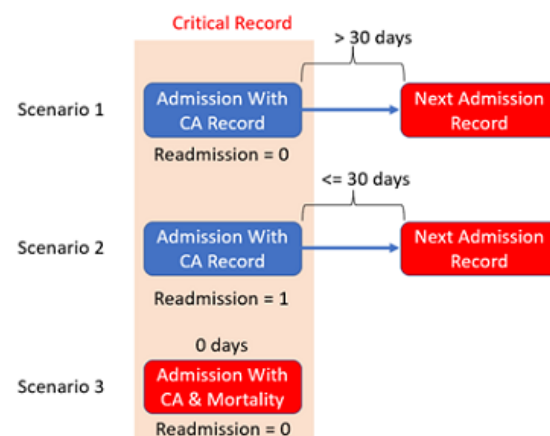 Critical Record
> 30 days
Scenario 1
Admission With
CA Record
Next Admission
Record
Readmission = 0
<= 30 days
Scenario 2
Admission With
CA Record
Next Admission
Record
Readmission = 1
0 days
Scenario 3
Admission With
CA & Mortality
Readmission = 0